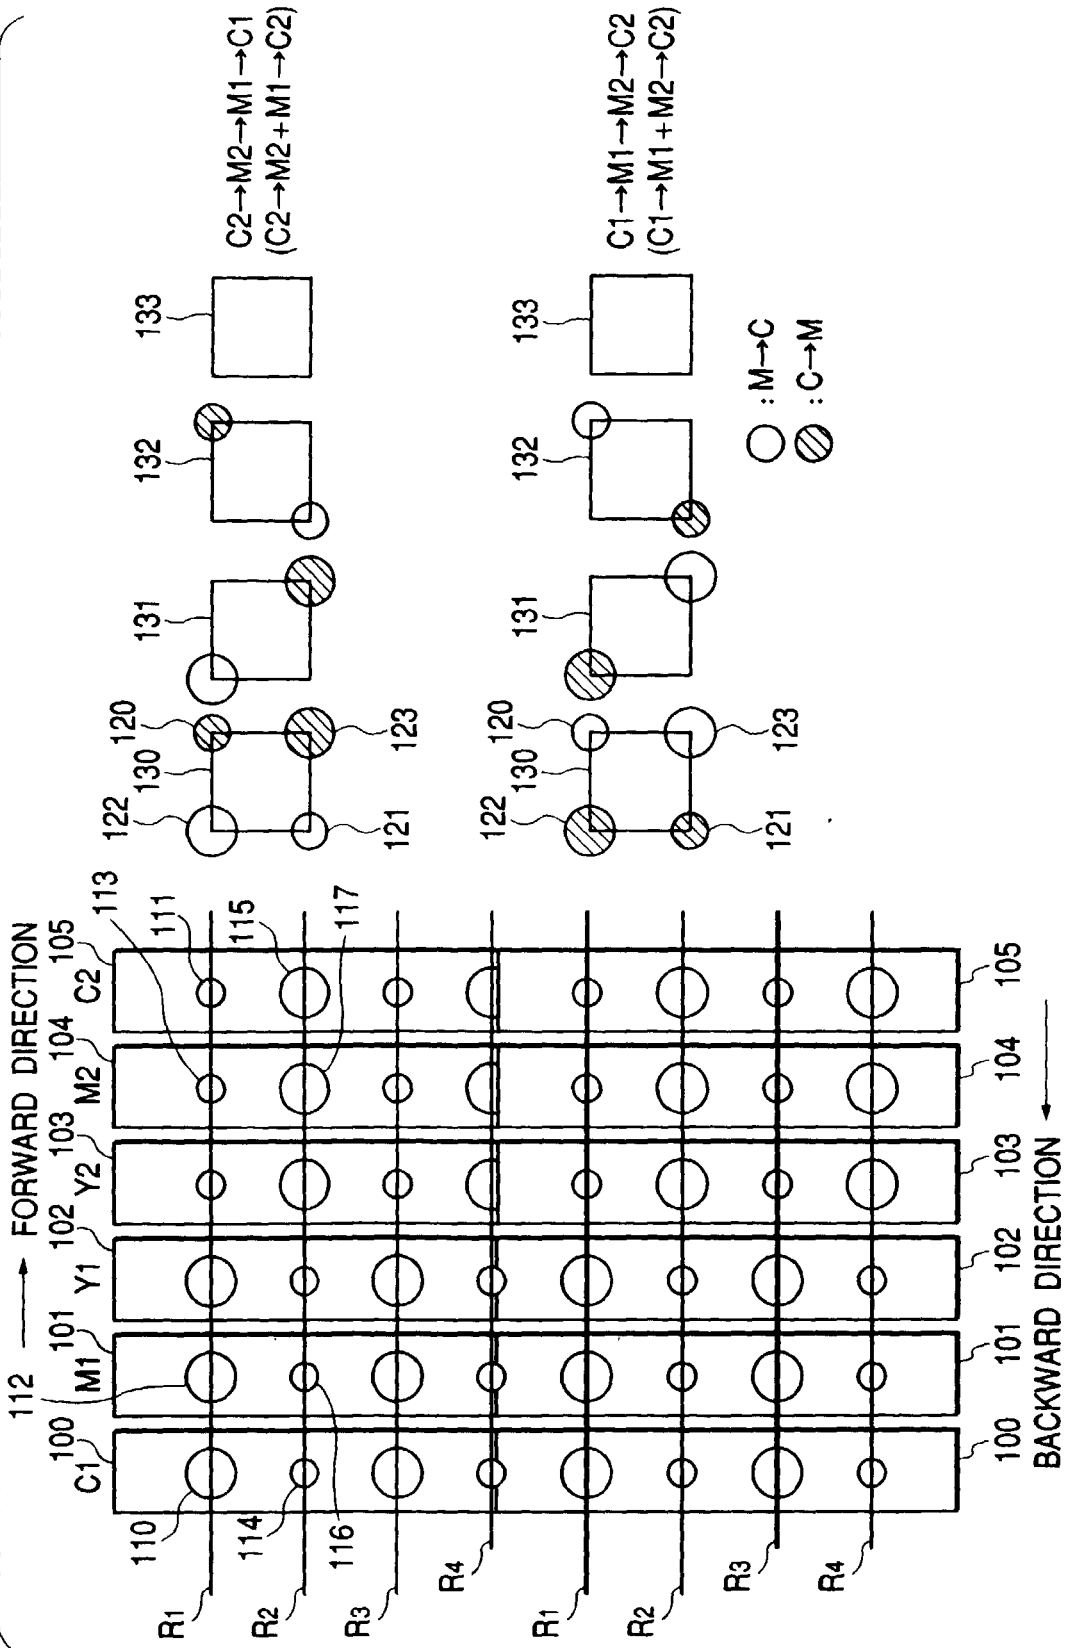 112
→ FORWARD DIRECTION
C1
M1
Y1
Y2
M2
C2
100
101
102
103
104
105
113
110
114
116
111
115
117
R1
R2
R3
R4
R1
R2
R3
R4
100
101
102
103
104
105
BACKWARD DIRECTION
←
122
130
120
121
123
131
132
133
C2→M2→M1→C1
(C2→M2+M1→C2)
122
130
120
121
123
131
132
133
C1→M1→M2→C2
(C1→M1+M2→C2)
:M→C
:C→M